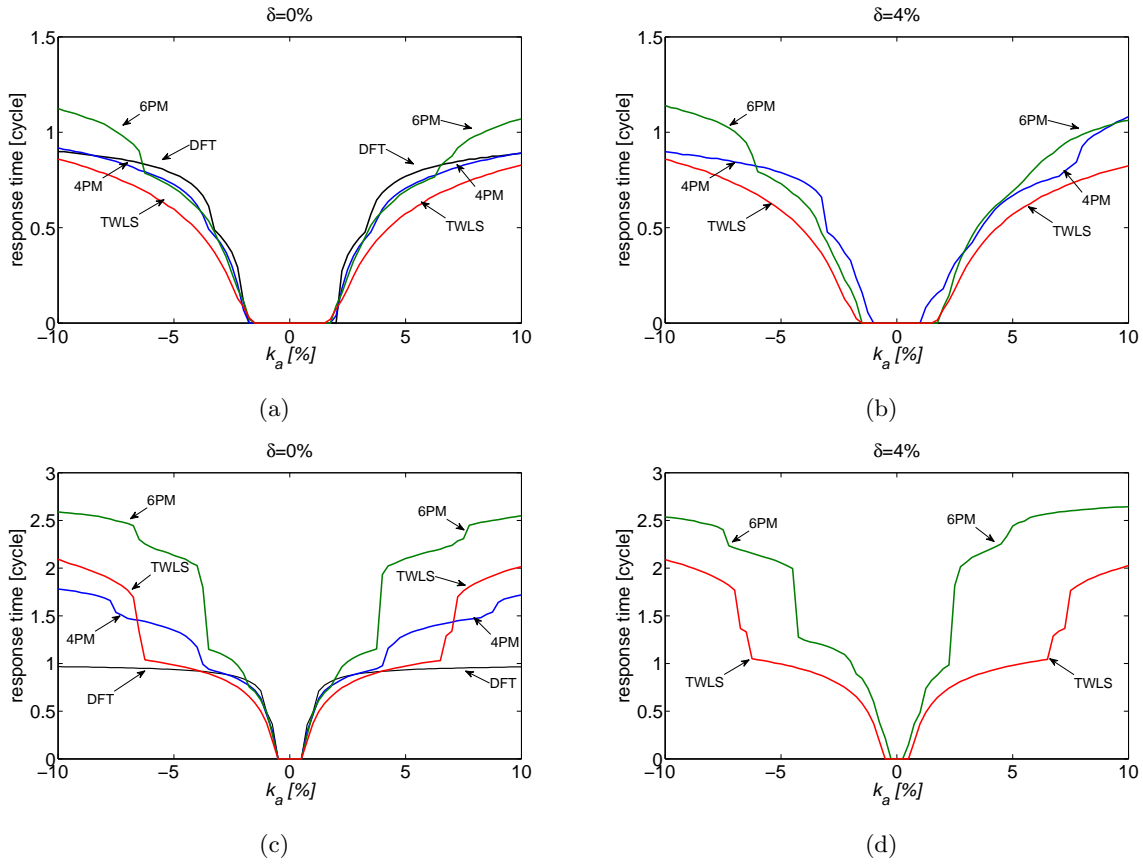 δ=0%
1.5
1
0.5
0
response time [cycle]
6PM
DFT
4PM
TWLS
6PM
DFT
4PM
TWLS
−10
−5
0
5
10
k_a [%]
(a)
δ=4%
1.5
1
0.5
0
response time [cycle]
6PM
4PM
TWLS
6PM
4PM
TWLS
−10
−5
0
5
10
k_a [%]
(b)
δ=0%
3
2.5
2
1.5
1
0.5
0
response time [cycle]
6PM
TWLS
4PM
DFT
6PM
TWLS
4PM
DFT
−10
−5
0
5
10
k_a [%]
(c)
δ=4%
3
2.5
2
1.5
1
0.5
0
response time [cycle]
6PM
TWLS
6PM
TWLS
−10
−5
0
5
10
k_a [%]
(d)